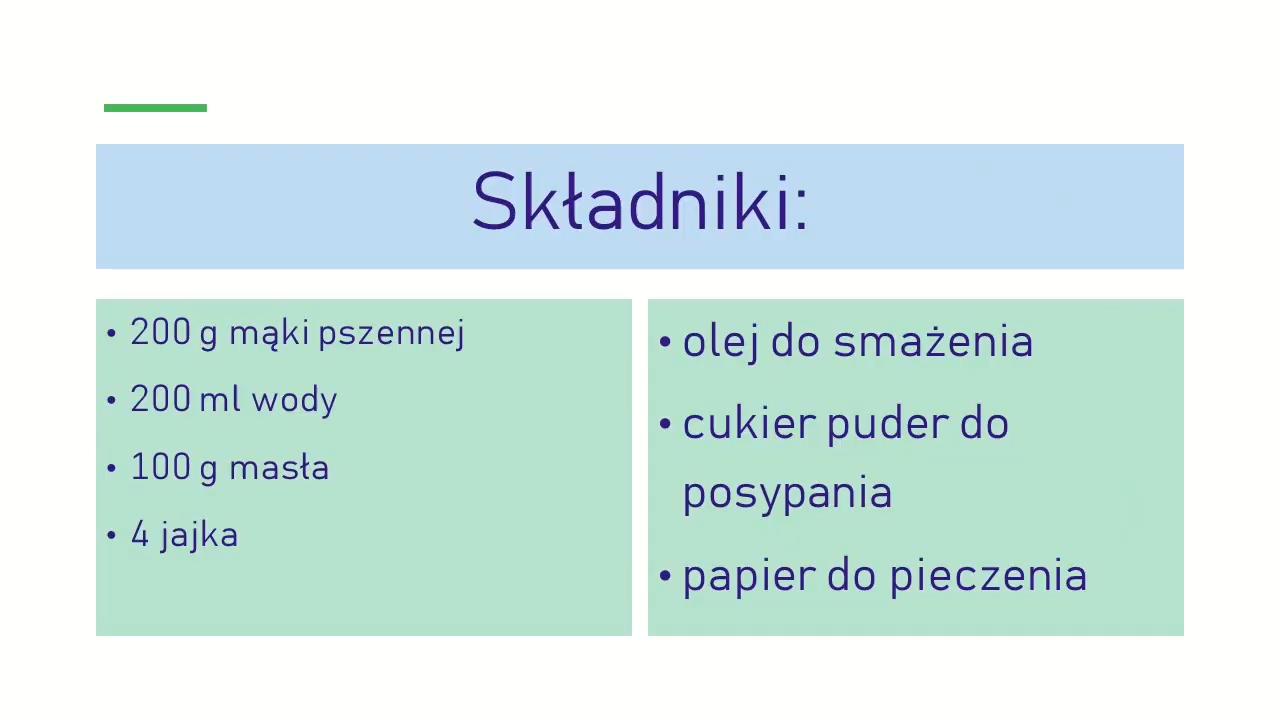 Składniki:
• 200 g mąki pszennej
• 200 ml wody
• 100 g masła
• 4 jajka
• olej do smażenia
• cukier puder do
posypania
• papier do pieczenia